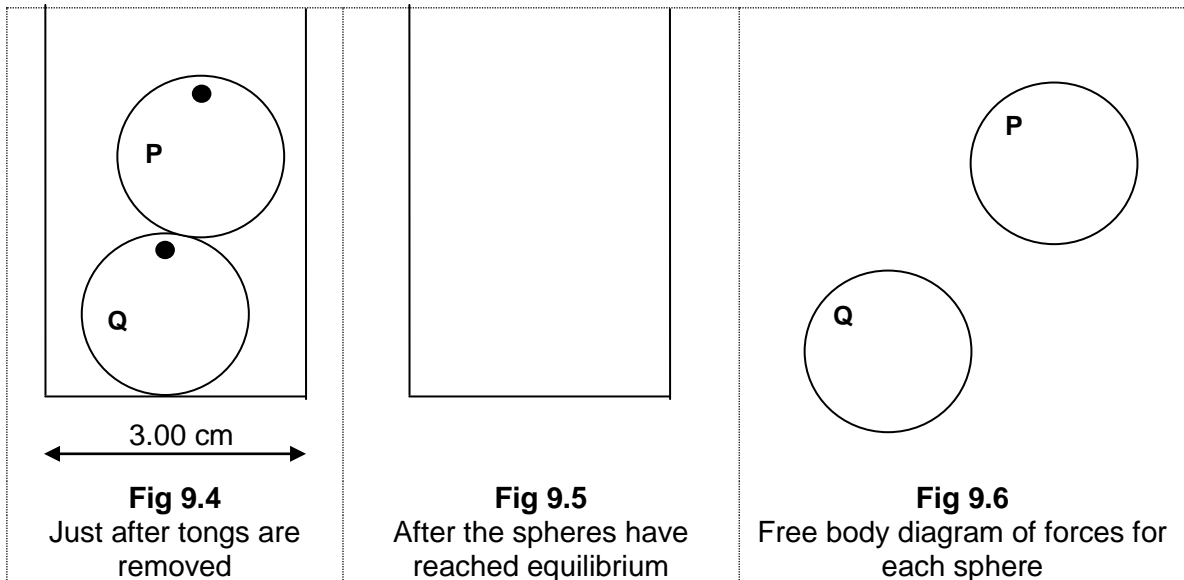 P
Q
3.00 cm
Fig 9.4
Just after tongs are
removed
Fig 9.5
After the spheres have
reached equilibrium
P
Q
Fig 9.6
Free body diagram of forces for
each sphere